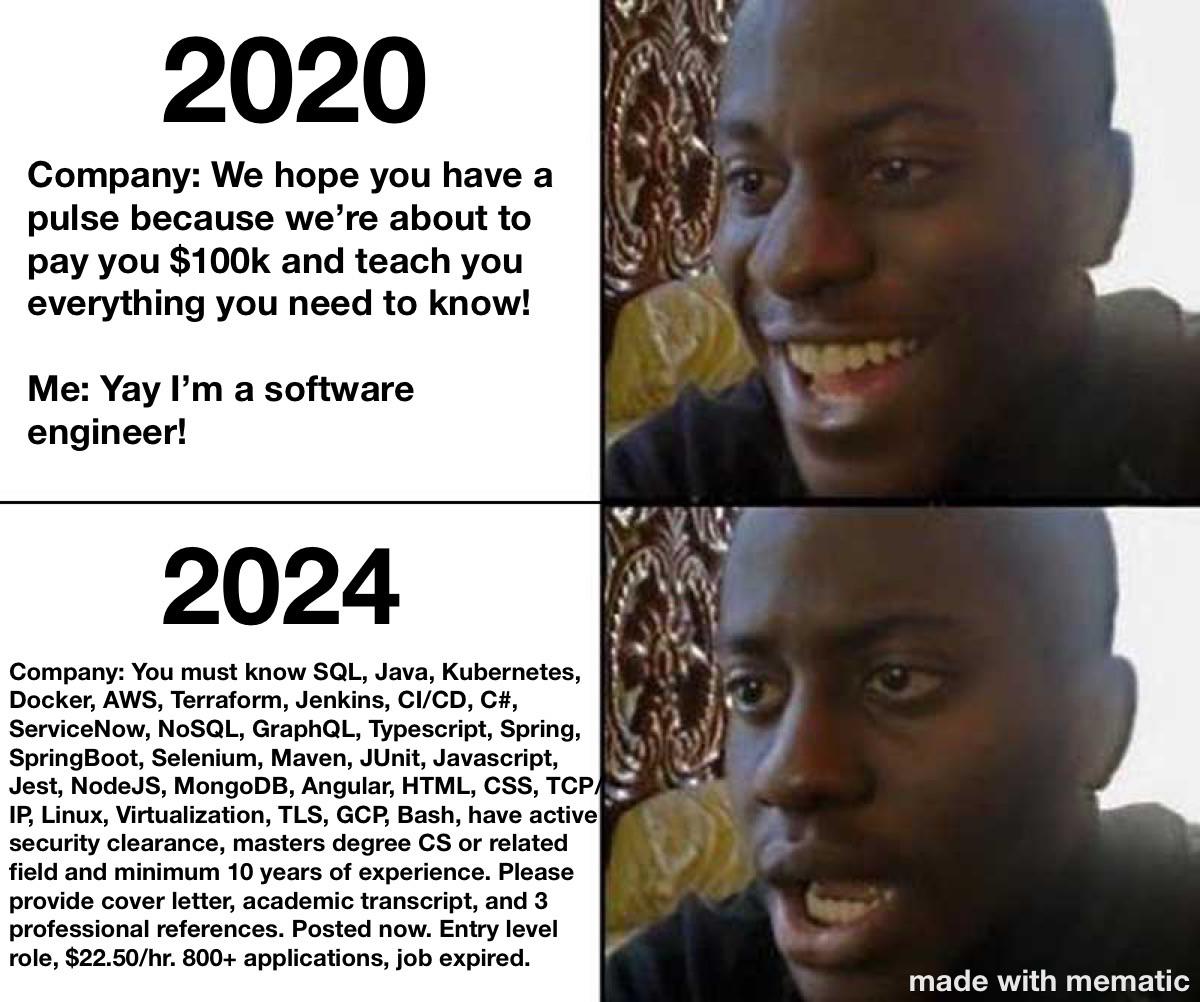 2020
Company: We hope you have a
pulse because we’re about to
pay you $100k and teach you
everything you need to know!
Me: Yay I’m a software
engineer!
2024
Company: You must know SQL, Java, Kubernetes,
Docker, AWS, Terraform, Jenkins, CI/CD, C#,
ServiceNow, NoSQL, GraphQL, Typescript, Spring,
SpringBoot, Selenium, Maven, JUnit, Javascript,
Jest, NodeJS, MongoDB, Angular, HTML, CSS, TCP/
IP, Linux, Virtualization, TLS, GCP, Bash, have active
security clearance, masters degree CS or related
field and minimum 10 years of experience. Please
provide cover letter, academic transcript, and 3
professional references. Posted now. Entry level
role, $22.50/hr. 800+ applications, job expired.
made with mematic